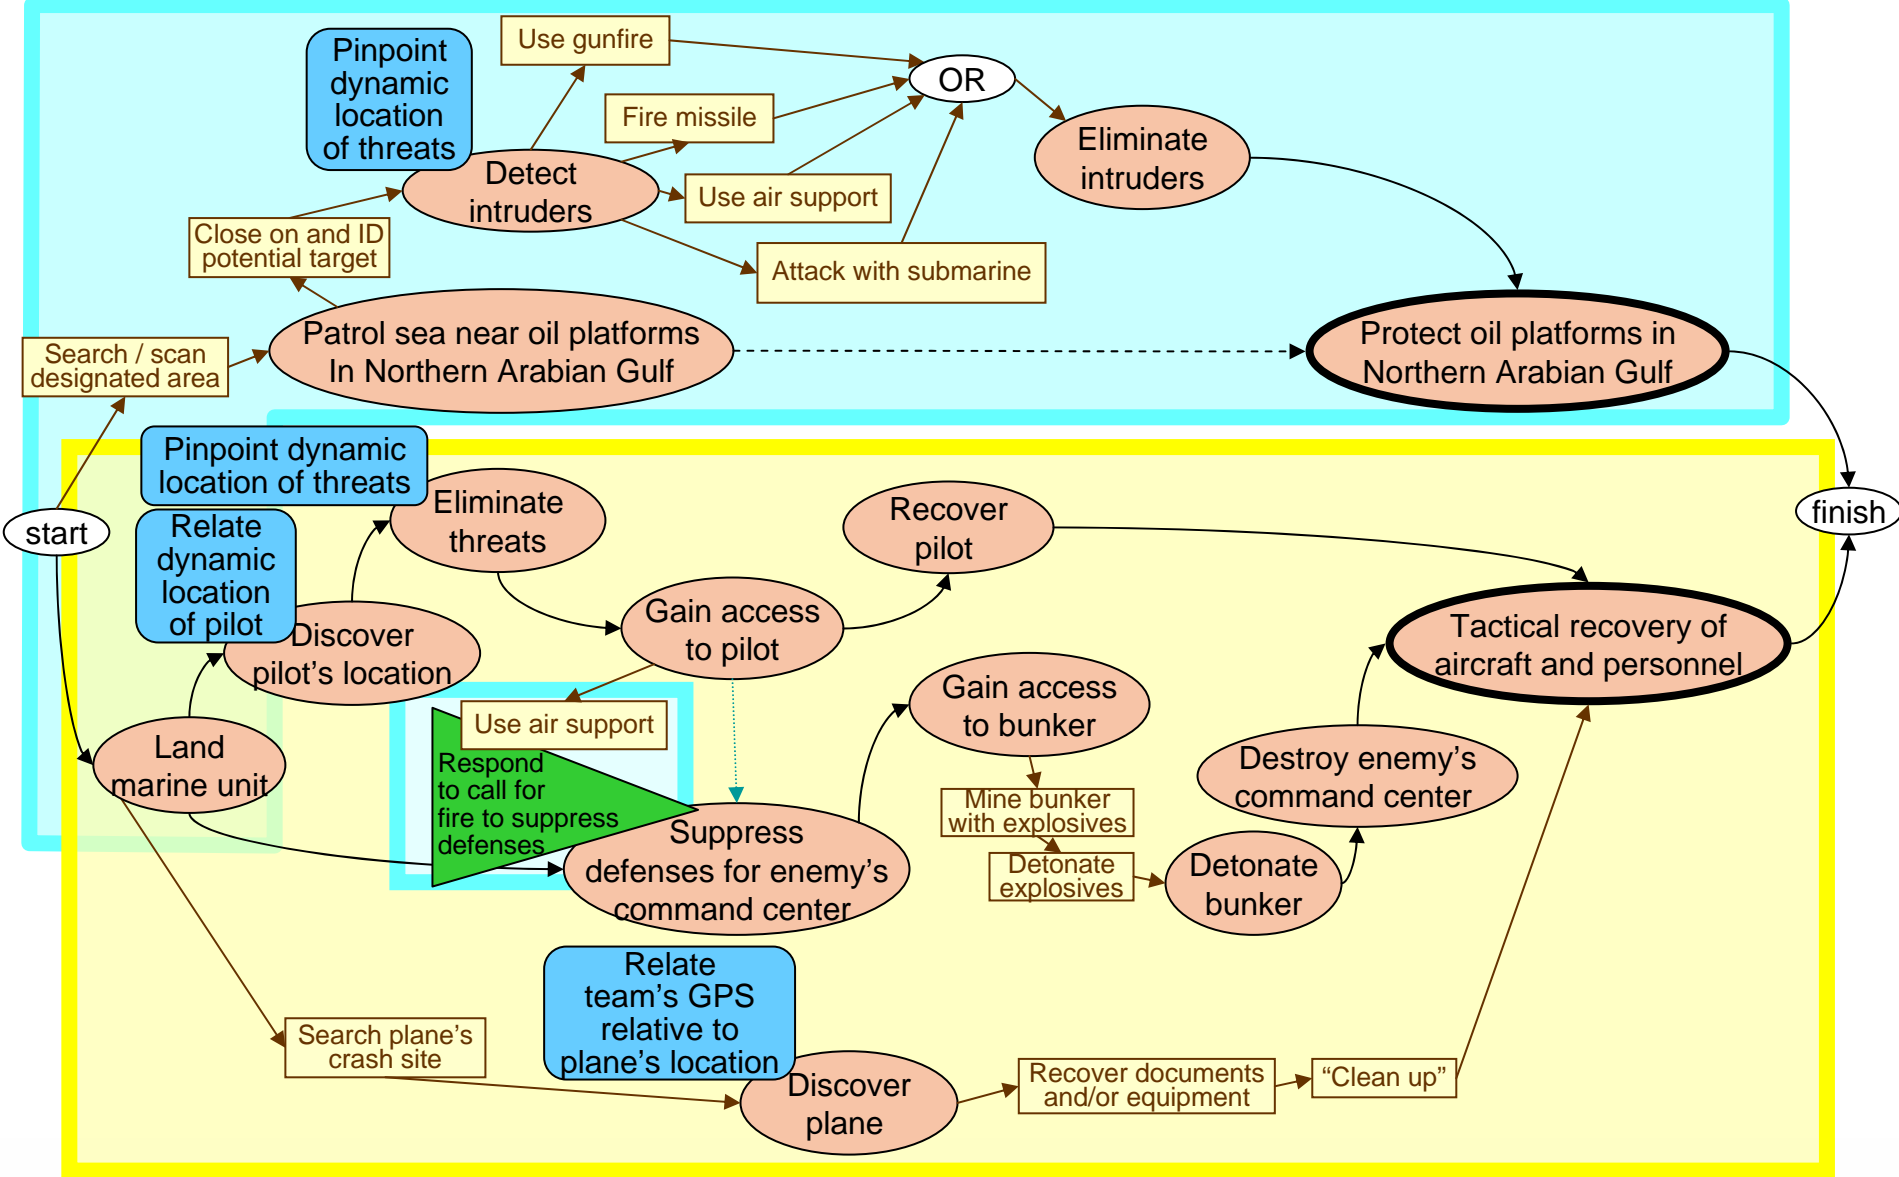 Pinpoint
dynamic
location
of threats
Use gunfire
OR
Fire missile
Eliminate
intruders
Detect
intruders
Use air support
Close on and ID
potential target
Attack with submarine
Patrol sea near oil platforms
In Northern Arabian Gulf
Protect oil platforms in
Northern Arabian Gulf
Search / scan
designated area
Pinpoint dynamic
location of threats
Eliminate
threats
Recover
pilot
start
finish
Relate
dynamic
location
of pilot
Discover
pilot's location
Gain access
to pilot
Tactical recovery of
aircraft and personnel
Gain access
to bunker
Use air support
Land
marine unit
Respond
to call for
fire to suppress
defenses
Destroy enemy's
command center
Mine bunker
with explosives
Suppress
defenses for enemy's
command center
Detonate
explosives
Detonate
bunker
Relate
team's GPS
relative to
plane's location
Search plane's
crash site
Discover
plane
Recover documents
and/or equipment
“Clean up”